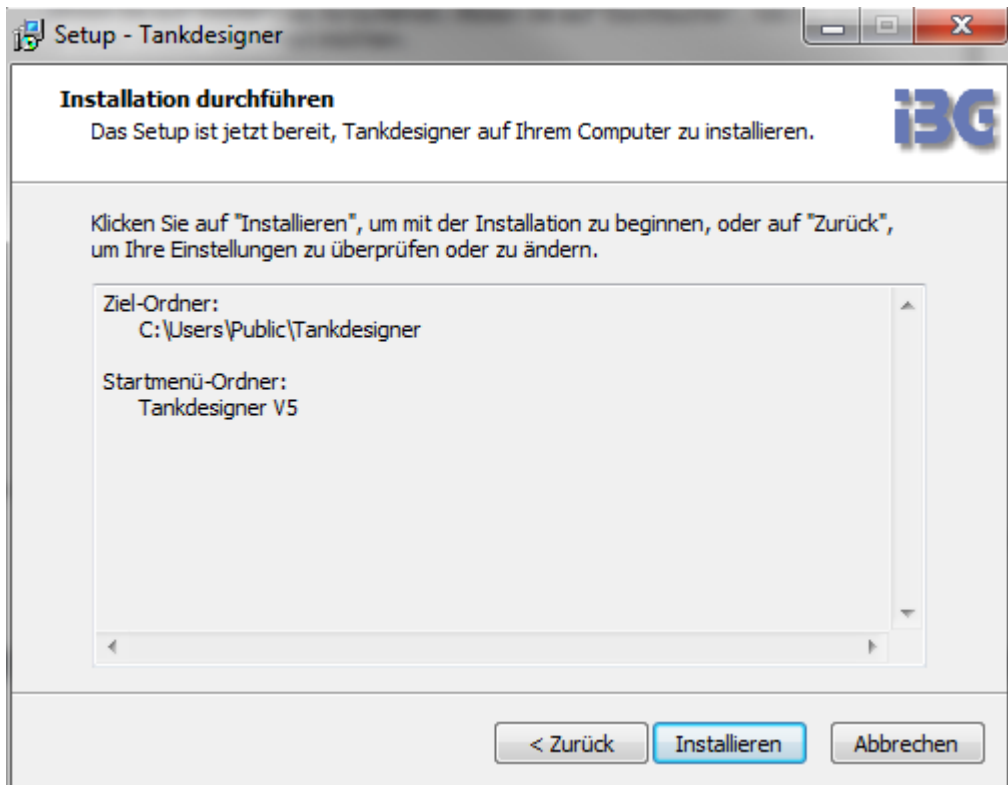 Setup - Tankdesigner
Installation durchführen
Das Setup ist jetzt bereit, Tankdesigner auf Ihrem Computer zu installieren.
iBG
Klicken Sie auf "Installieren", um mit der Installation zu beginnen, oder auf "Zurück",
um Ihre Einstellungen zu überprüfen oder zu ändern.
Ziel-Ordner:
C:\Users\Public\Tankdesigner
Startmenü-Ordner:
Tankdesigner V5
< Zurück
Installieren
Abbrechen